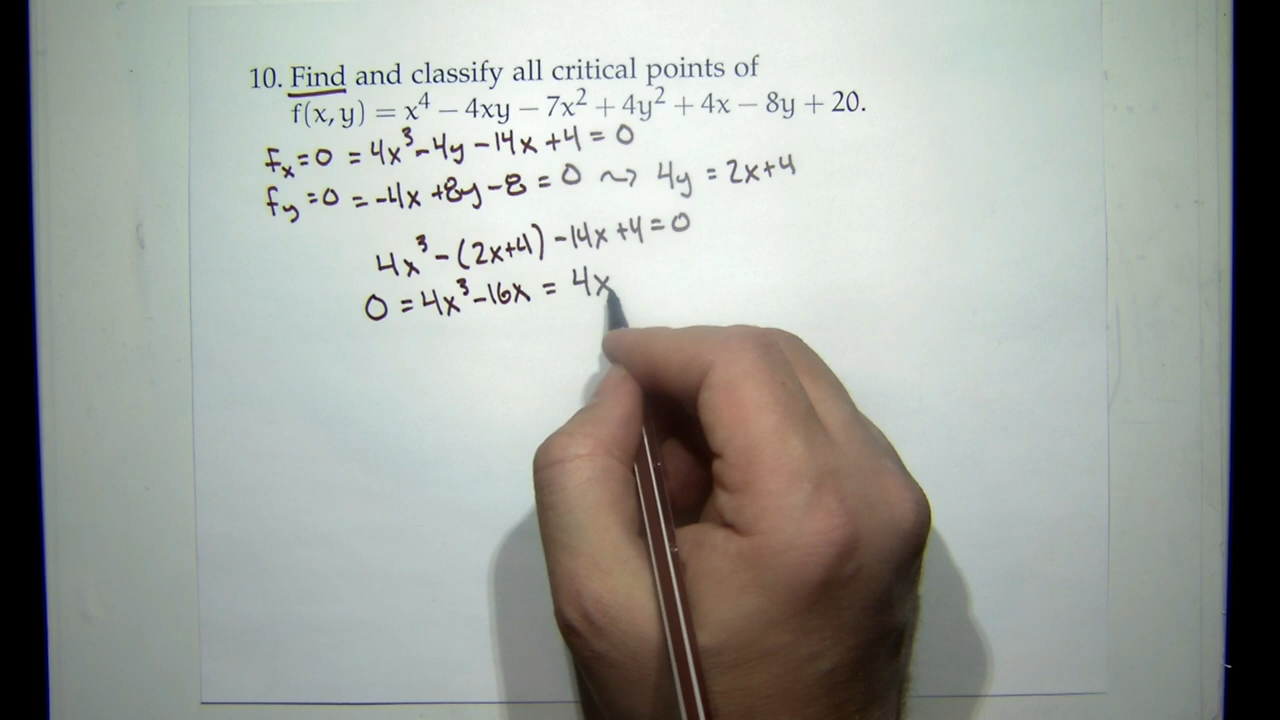 10. Find and classify all critical points of
f(x, y) = x⁴ − 4xy − 7x² + 4y² + 4x − 8y + 20.
fₓ = 0 = 4x³ - 4y - 14x + 4 = 0
f_y = 0 = -4x + 8y - 8 = 0 ⤳ 4y = 2x + 4
4x³ - (2x+4) - 14x + 4 = 0
0 = 4x³ - 16x = 4x